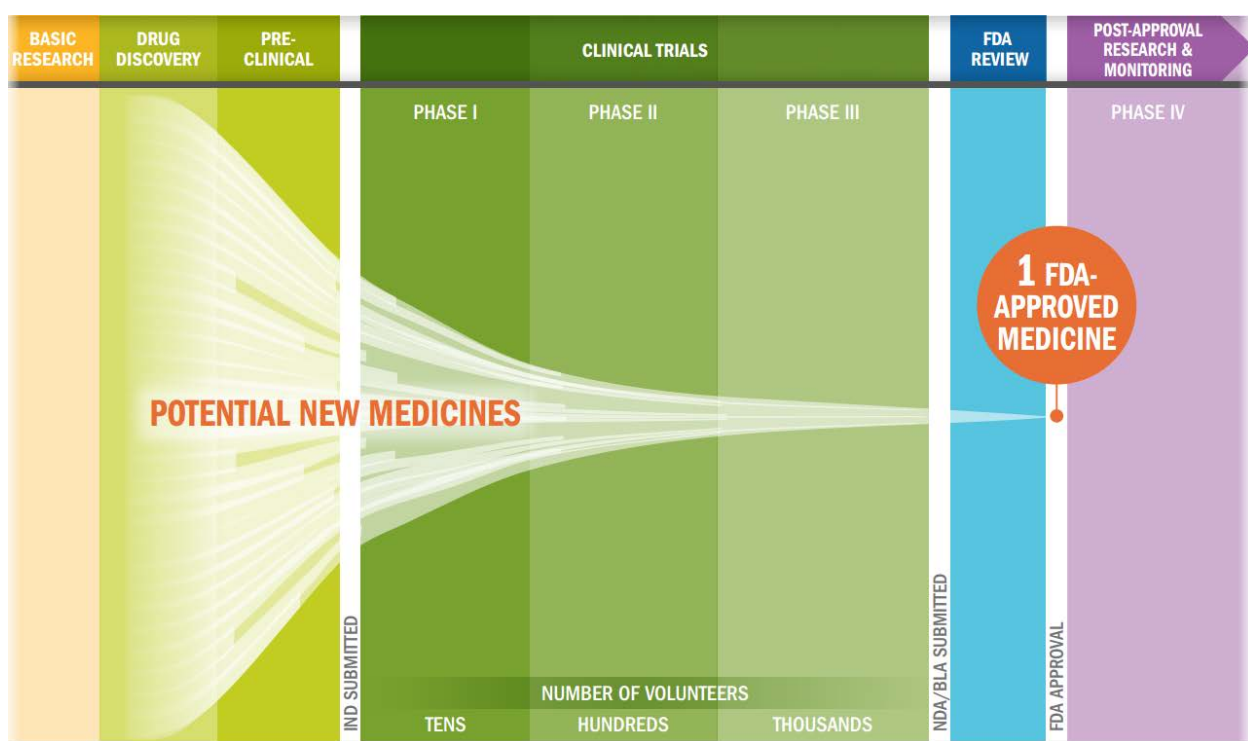 BASIC
RESEARCH
DRUG
DISCOVERY
PRE-
CLINICAL
CLINICAL TRIALS
FDA
REVIEW
POST-APPROVAL
RESEARCH &
MONITORING
PHASE I
PHASE II
PHASE III
PHASE IV
1 FDA-
APPROVED
MEDICINE
POTENTIAL NEW MEDICINES
IND SUBMITTED
NDA/BLA SUBMITTED
FDA APPROVAL
NUMBER OF VOLUNTEERS
TENS
HUNDREDS
THOUSANDS